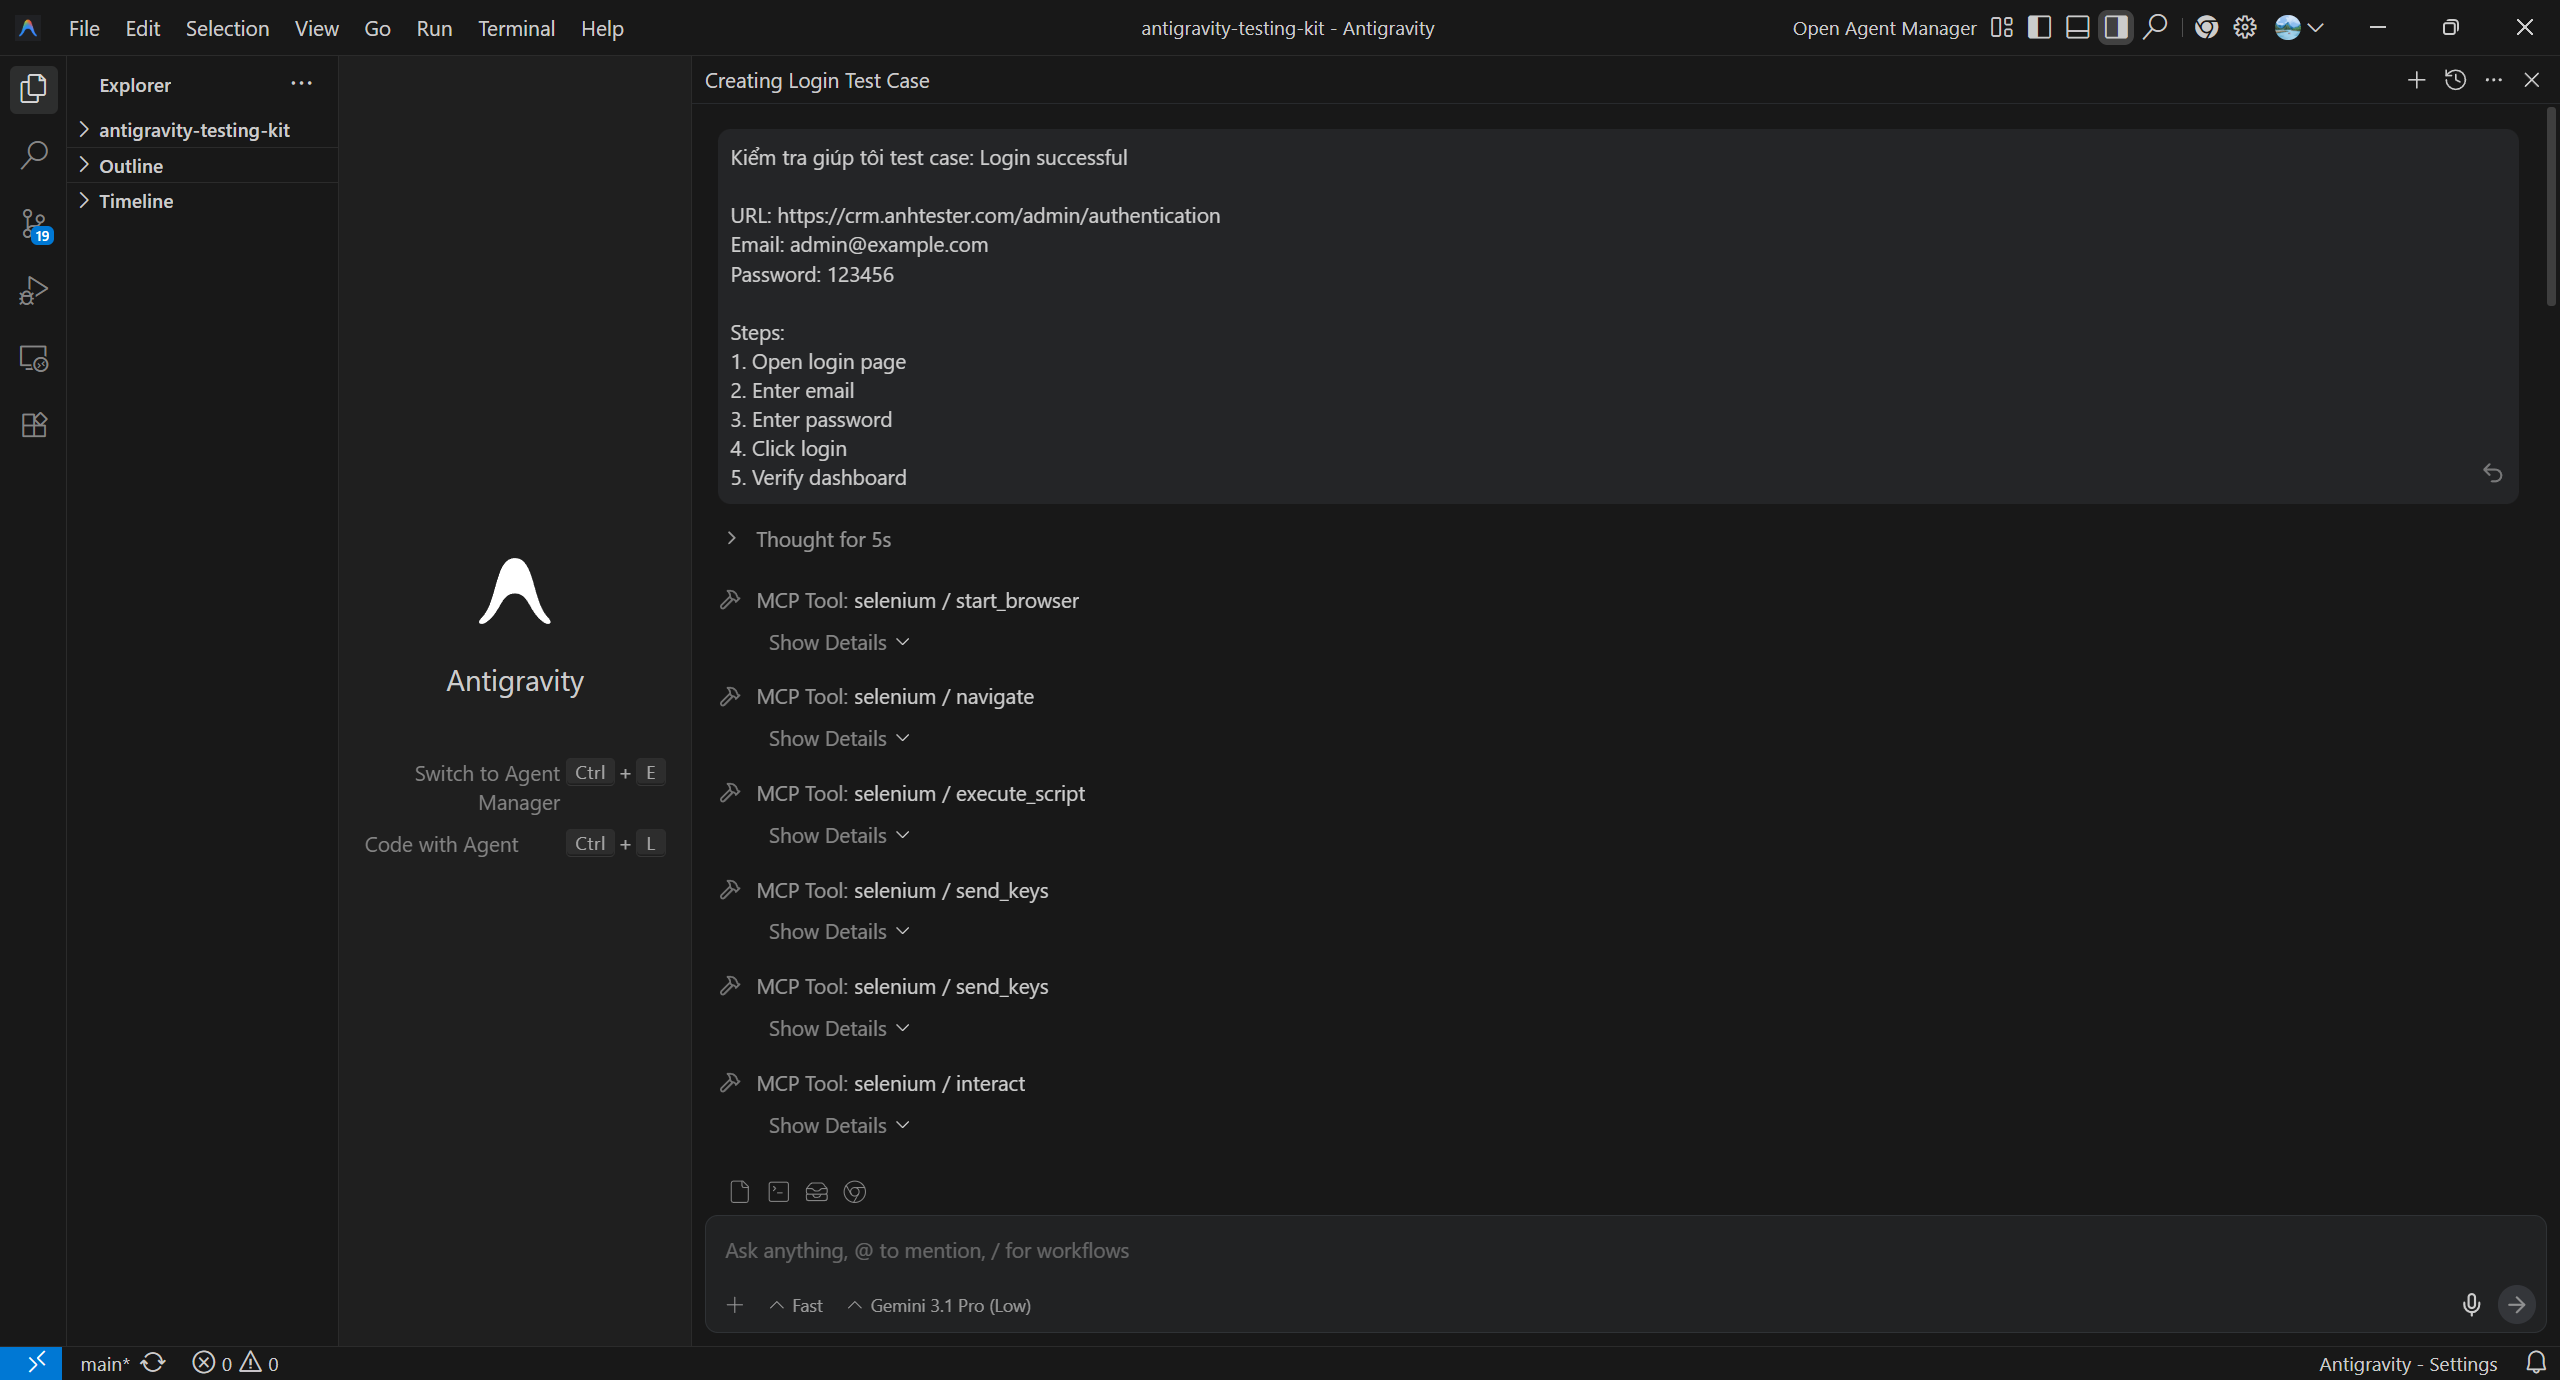 File Edit Selection View Go Run Terminal Help
antigravity-testing-kit - Antigravity
Open Agent Manager
Explorer
antigravity-testing-kit
Outline
Timeline
19
Antigravity
Switch to Agent Manager Ctrl + E
Code with Agent Ctrl + L
Creating Login Test Case
Kiểm tra giúp tôi test case: Login successful
URL: https://crm.anhtester.com/admin/authentication
Email: admin@example.com
Password: 123456
Steps:
1. Open login page
2. Enter email
3. Enter password
4. Click login
5. Verify dashboard
Thought for 5s
MCP Tool: selenium / start_browser
Show Details
MCP Tool: selenium / navigate
Show Details
MCP Tool: selenium / execute_script
Show Details
MCP Tool: selenium / send_keys
Show Details
MCP Tool: selenium / send_keys
Show Details
MCP Tool: selenium / interact
Show Details
Ask anything, @ to mention, / for workflows
Fast Gemini 3.1 Pro (Low)
main* 0 0
Antigravity - Settings